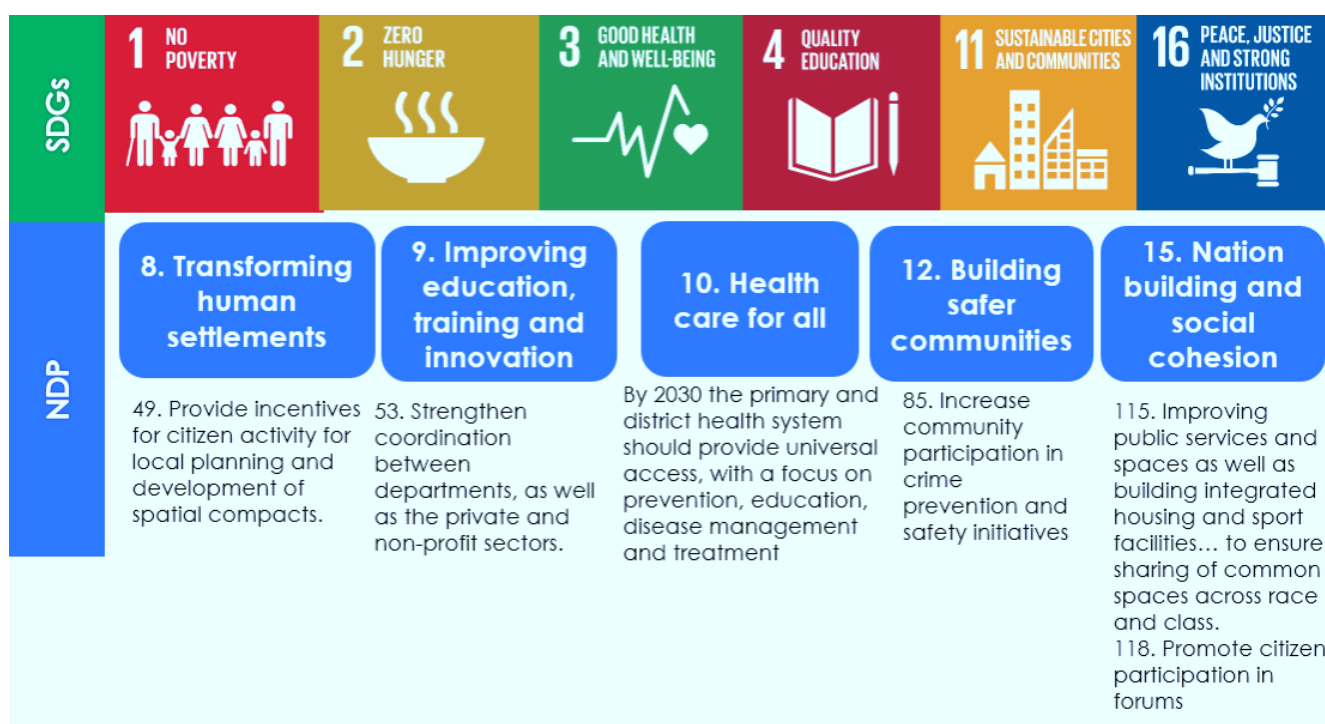 SDGs
1 NO
POVERTY
2 ZERO
HUNGER
3 GOOD HEALTH
AND WELL-BEING
4 QUALITY
EDUCATION
11 SUSTAINABLE CITIES
AND COMMUNITIES
16 PEACE, JUSTICE
AND STRONG
INSTITUTIONS
NDP
8. Transforming
human
settlements
49. Provide incentives
for citizen activity for
local planning and
development of
spatial compacts.
9. Improving
education,
training and
innovation
53. Strengthen
coordination
between
departments, as well
as the private and
non-profit sectors.
10. Health
care for all
By 2030 the primary and
district health system
should provide universal
access, with a focus on
prevention, education,
disease management
and treatment
12. Building
safer
communities
85. Increase
community
participation in
crime
prevention and
safety initiatives
15. Nation
building and
social
cohesion
115. Improving
public services and
spaces as well as
building integrated
housing and sport
facilities… to ensure
sharing of common
spaces across race
and class.
118. Promote citizen
participation in
forums